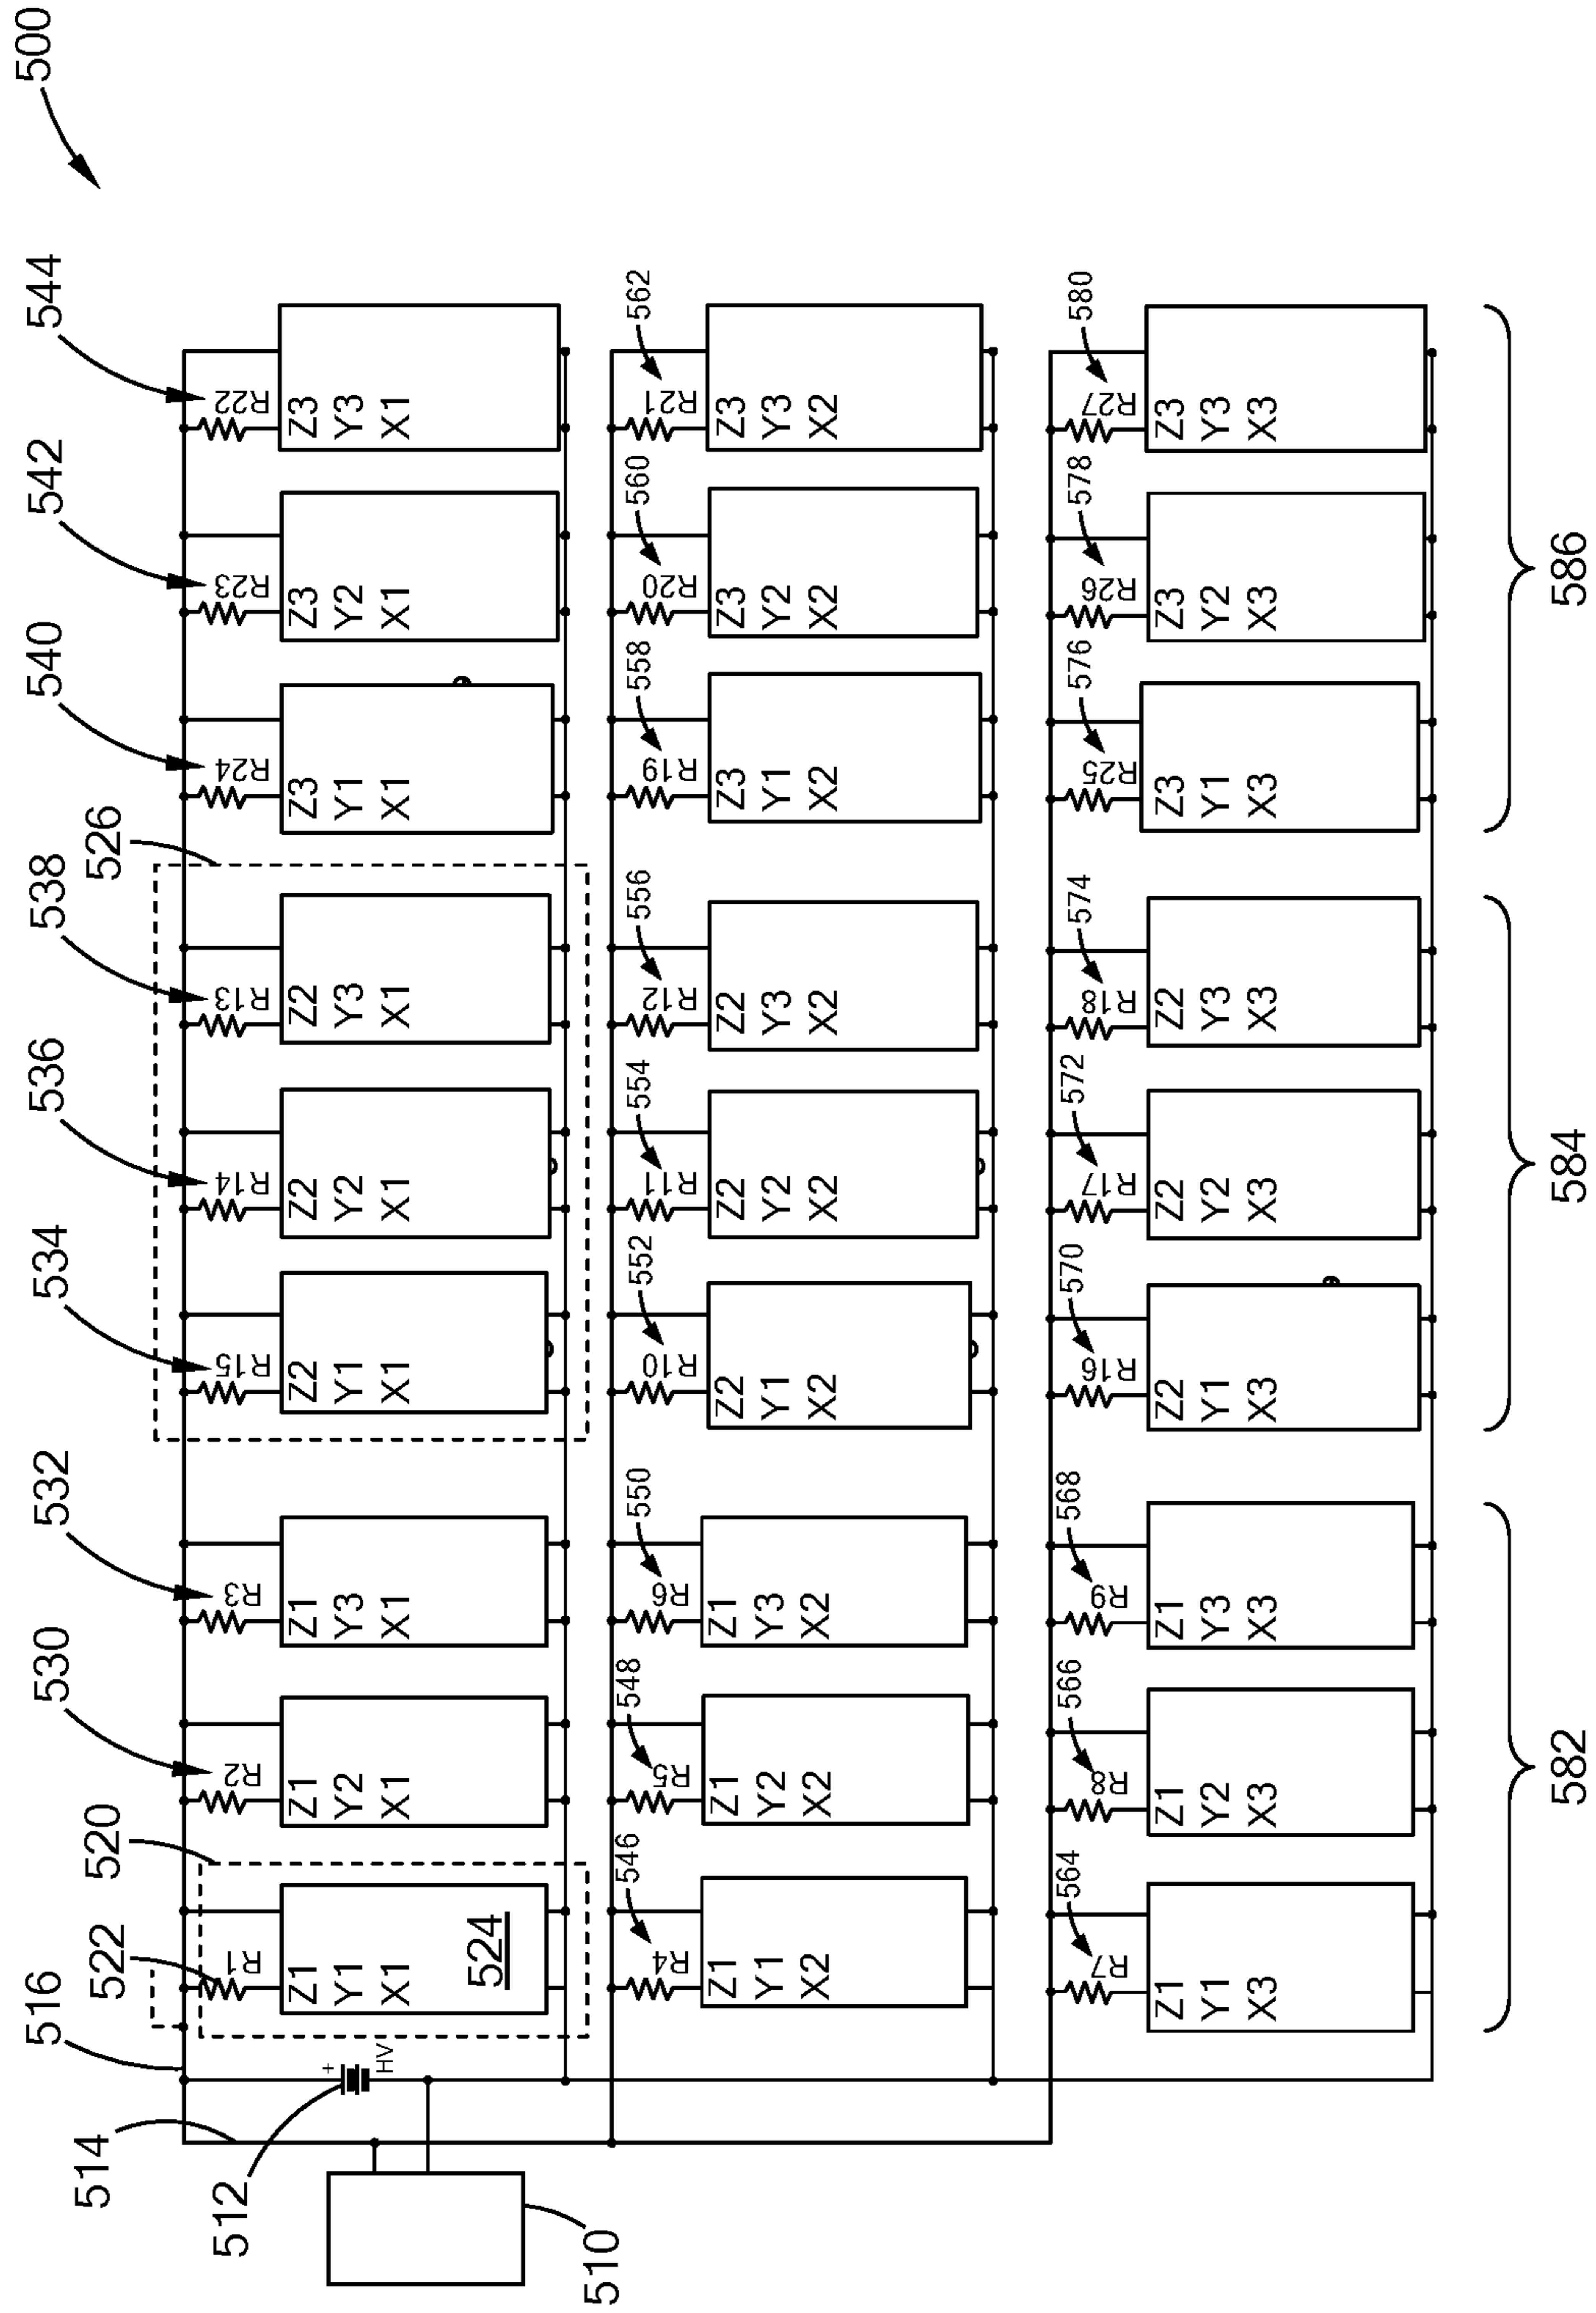 500
516
522
520
530
532
534
536
538
526
540
542
544
514
512
510
+
HV
R1
R2
R3
R15
R14
R13
R24
R23
R22
Z1
Y1
X1
524
Z1
Y2
X1
Z1
Y3
X1
Z2
Y1
X1
Z2
Y2
X1
Z2
Y3
X1
Z3
Y1
X1
Z3
Y2
X1
Z3
Y3
X1
546
548
550
552
554
556
558
560
562
R4
R5
R6
R10
R11
R12
R19
R20
R21
Z1
Y1
X2
Z1
Y2
X2
Z1
Y3
X2
Z2
Y1
X2
Z2
Y2
X2
Z2
Y3
X2
Z3
Y1
X2
Z3
Y2
X2
Z3
Y3
X2
564
566
568
570
572
574
576
578
580
R7
R8
R9
R16
R17
R18
R25
R26
R27
Z1
Y1
X3
Z1
Y2
X3
Z1
Y3
X3
Z2
Y1
X3
Z2
Y2
X3
Z2
Y3
X3
Z3
Y1
X3
Z3
Y2
X3
Z3
Y3
X3
582
584
586